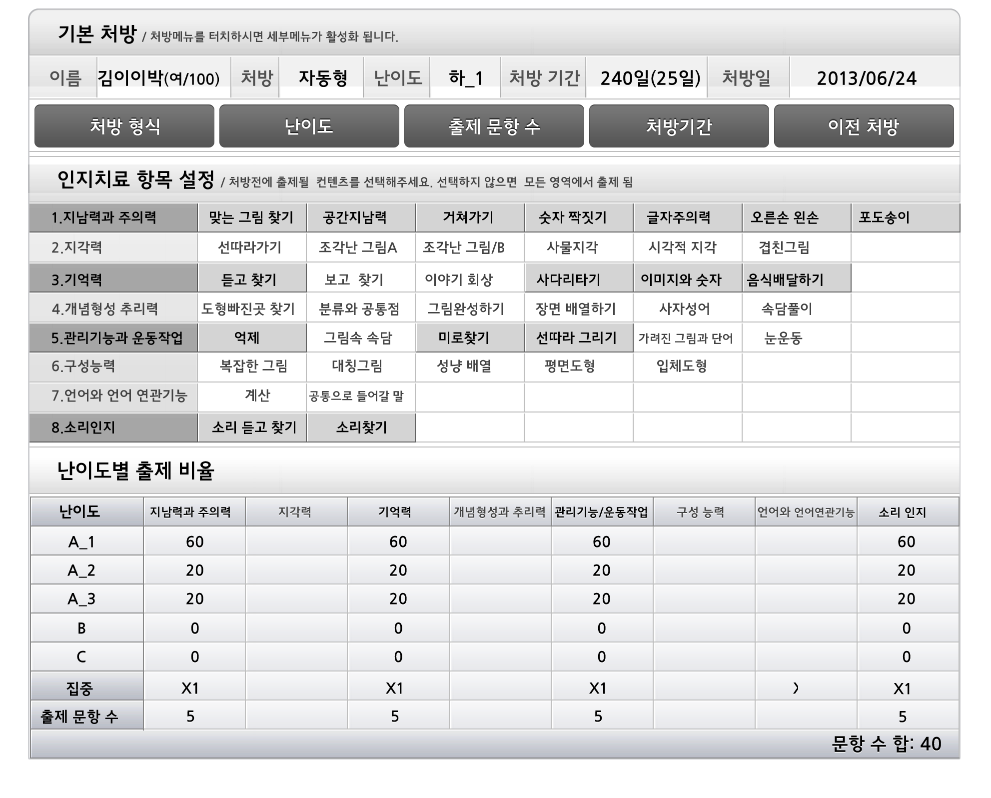 기본 처방 / 처방메뉴를 터치하시면 세부메뉴가 활성화 됩니다.
이름 김이이박(여/100) 처방 자동형 난이도 하_1 처방 기간 240일(25일) 처방일 2013/06/24
처방 형식 난이도 출제 문항 수 처방기간 이전 처방
인지치료 항목 설정 / 처방전에 출제될 컨텐츠를 선택해주세요. 선택하지 않으면 모든 영역에서 출제 됨
1.지남력과 주의력 맞는 그림 찾기 공간지남력 거쳐가기 숫자 짝짓기 글자주의력 오른손 왼손 포도송이
2.지각력 선따라가기 조각난 그림A 조각난 그림/B 사물지각 시각적 지각 겹친그림
3.기억력 듣고 찾기 보고 찾기 이야기 회상 사다리타기 이미지와 숫자 음식배달하기
4.개념형성 추리력 도형빠진곳 찾기 분류와 공통점 그림완성하기 장면 배열하기 사자성어 속담풀이
5.관리기능과 운동작업 억제 그림속 속담 미로찾기 선따라 그리기 가려진 그림과 단어 눈운동
6.구성능력 복잡한 그림 대칭그림 성냥 배열 평면도형 입체도형
7.언어와 언어 연관기능 계산 공통으로 들어갈 말
8.소리인지 소리 듣고 찾기 소리찾기
난이도별 출제 비율
난이도 지남력과 주의력 지각력 기억력 개념형성과 추리력 관리기능/운동작업 구성 능력 언어와 언어연관기능 소리 인지
A_1 60 60 60 60
A_2 20 20 20 20
A_3 20 20 20 20
B 0 0 0 0
C 0 0 0 0
집중 X1 X1 X1 X1
출제 문항 수 5 5 5 5
문항 수 합: 40